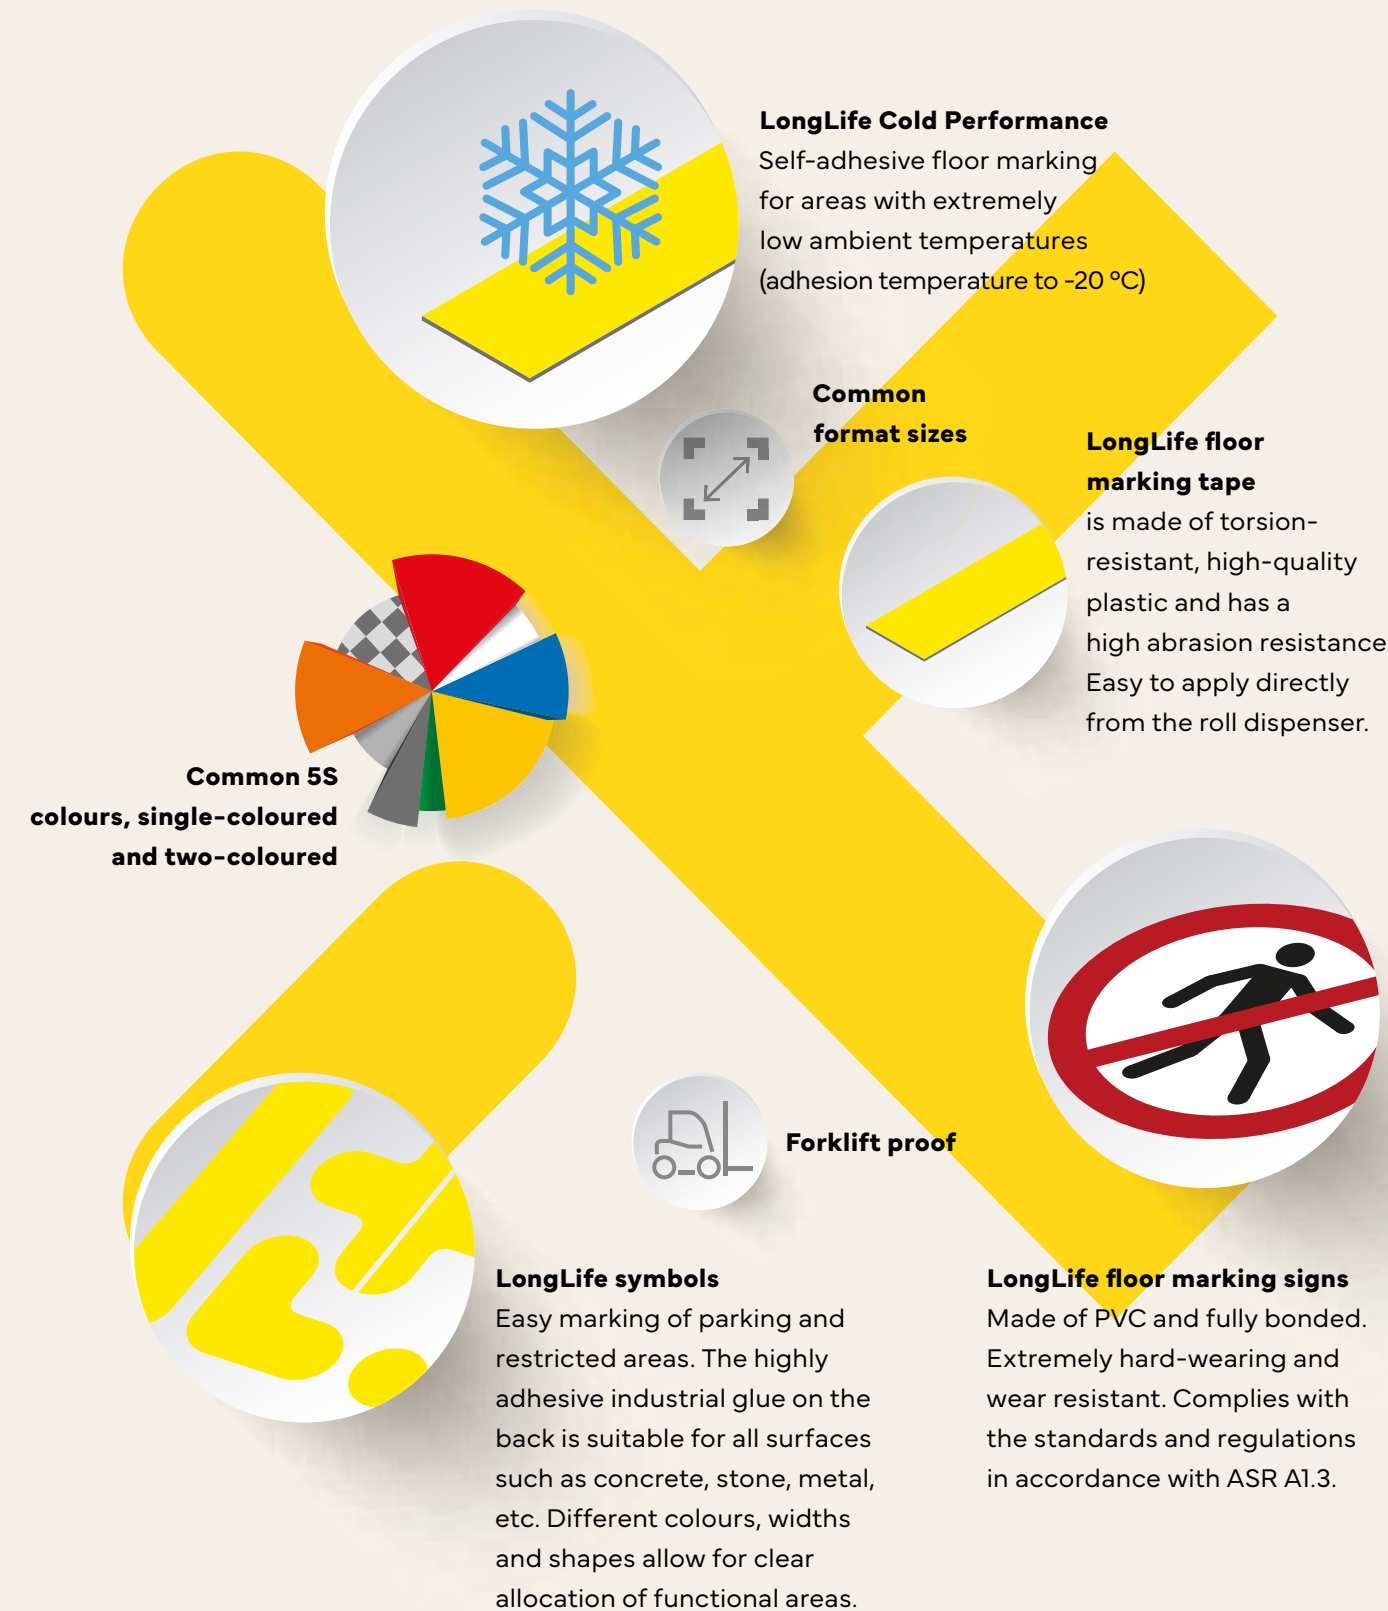 LongLife Cold Performance
Self-adhesive floor marking
for areas with extremely
low ambient temperatures
(adhesion temperature to -20 °C)
Common
format sizes
LongLife floor
marking tape
is made of torsion-
resistant, high-quality
plastic and has a
high abrasion resistance
Easy to apply directly
from the roll dispenser.
Common 5S
colours, single-coloured
and two-coloured
Forklift proof
LongLife symbols
Easy marking of parking and
restricted areas. The highly
adhesive industrial glue on the
back is suitable for all surfaces
such as concrete, stone, metal,
etc. Different colours, widths
and shapes allow for clear
allocation of functional areas.
LongLife floor marking signs
Made of PVC and fully bonded.
Extremely hard-wearing and
wear resistant. Complies with
the standards and regulations
in accordance with ASR A1.3.